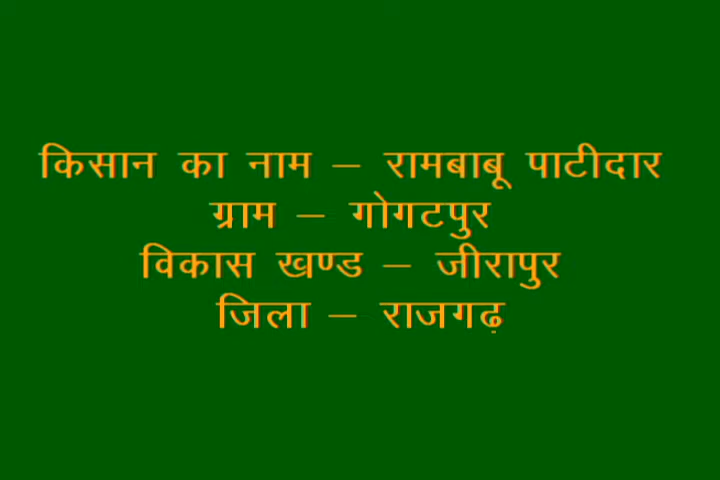 किसान का नाम – रामबाबू पाटीदार
ग्राम – गोगटपुर
विकास खण्ड – जीरापुर
जिला – राजगढ़